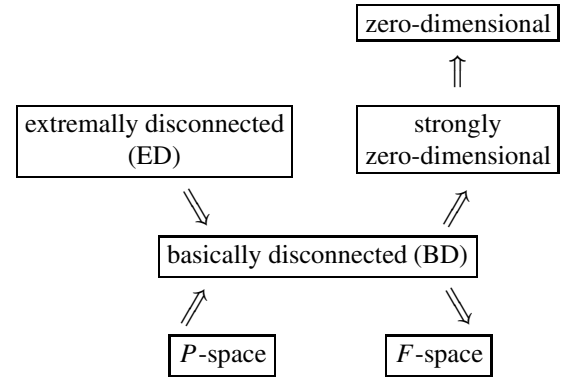 zero-dimensional
⇑
extremally disconnected
(ED)
strongly
zero-dimensional
⇘ ⇗
basically disconnected (BD)
⇗ ⇘
P-space
F-space